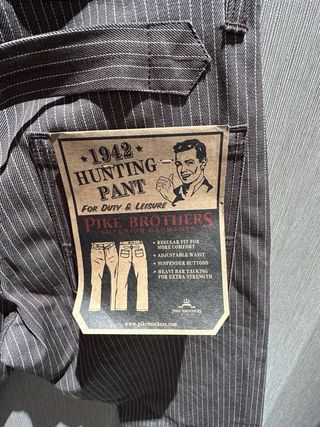 1942
HUNTING
PANT
FOR DUTY & LEISURE
PIKE BROTHERS
SUPERIOR GARMENTS
• REGULAR FIT FOR
MORE COMFORT
• ADJUSTABLE WAIST
• SUSPENDER BUTTONS
• HEAVY BAR TACKING
FOR EXTRA STRENGTH
PIKE BROTHERS
www.pikebrothers.com